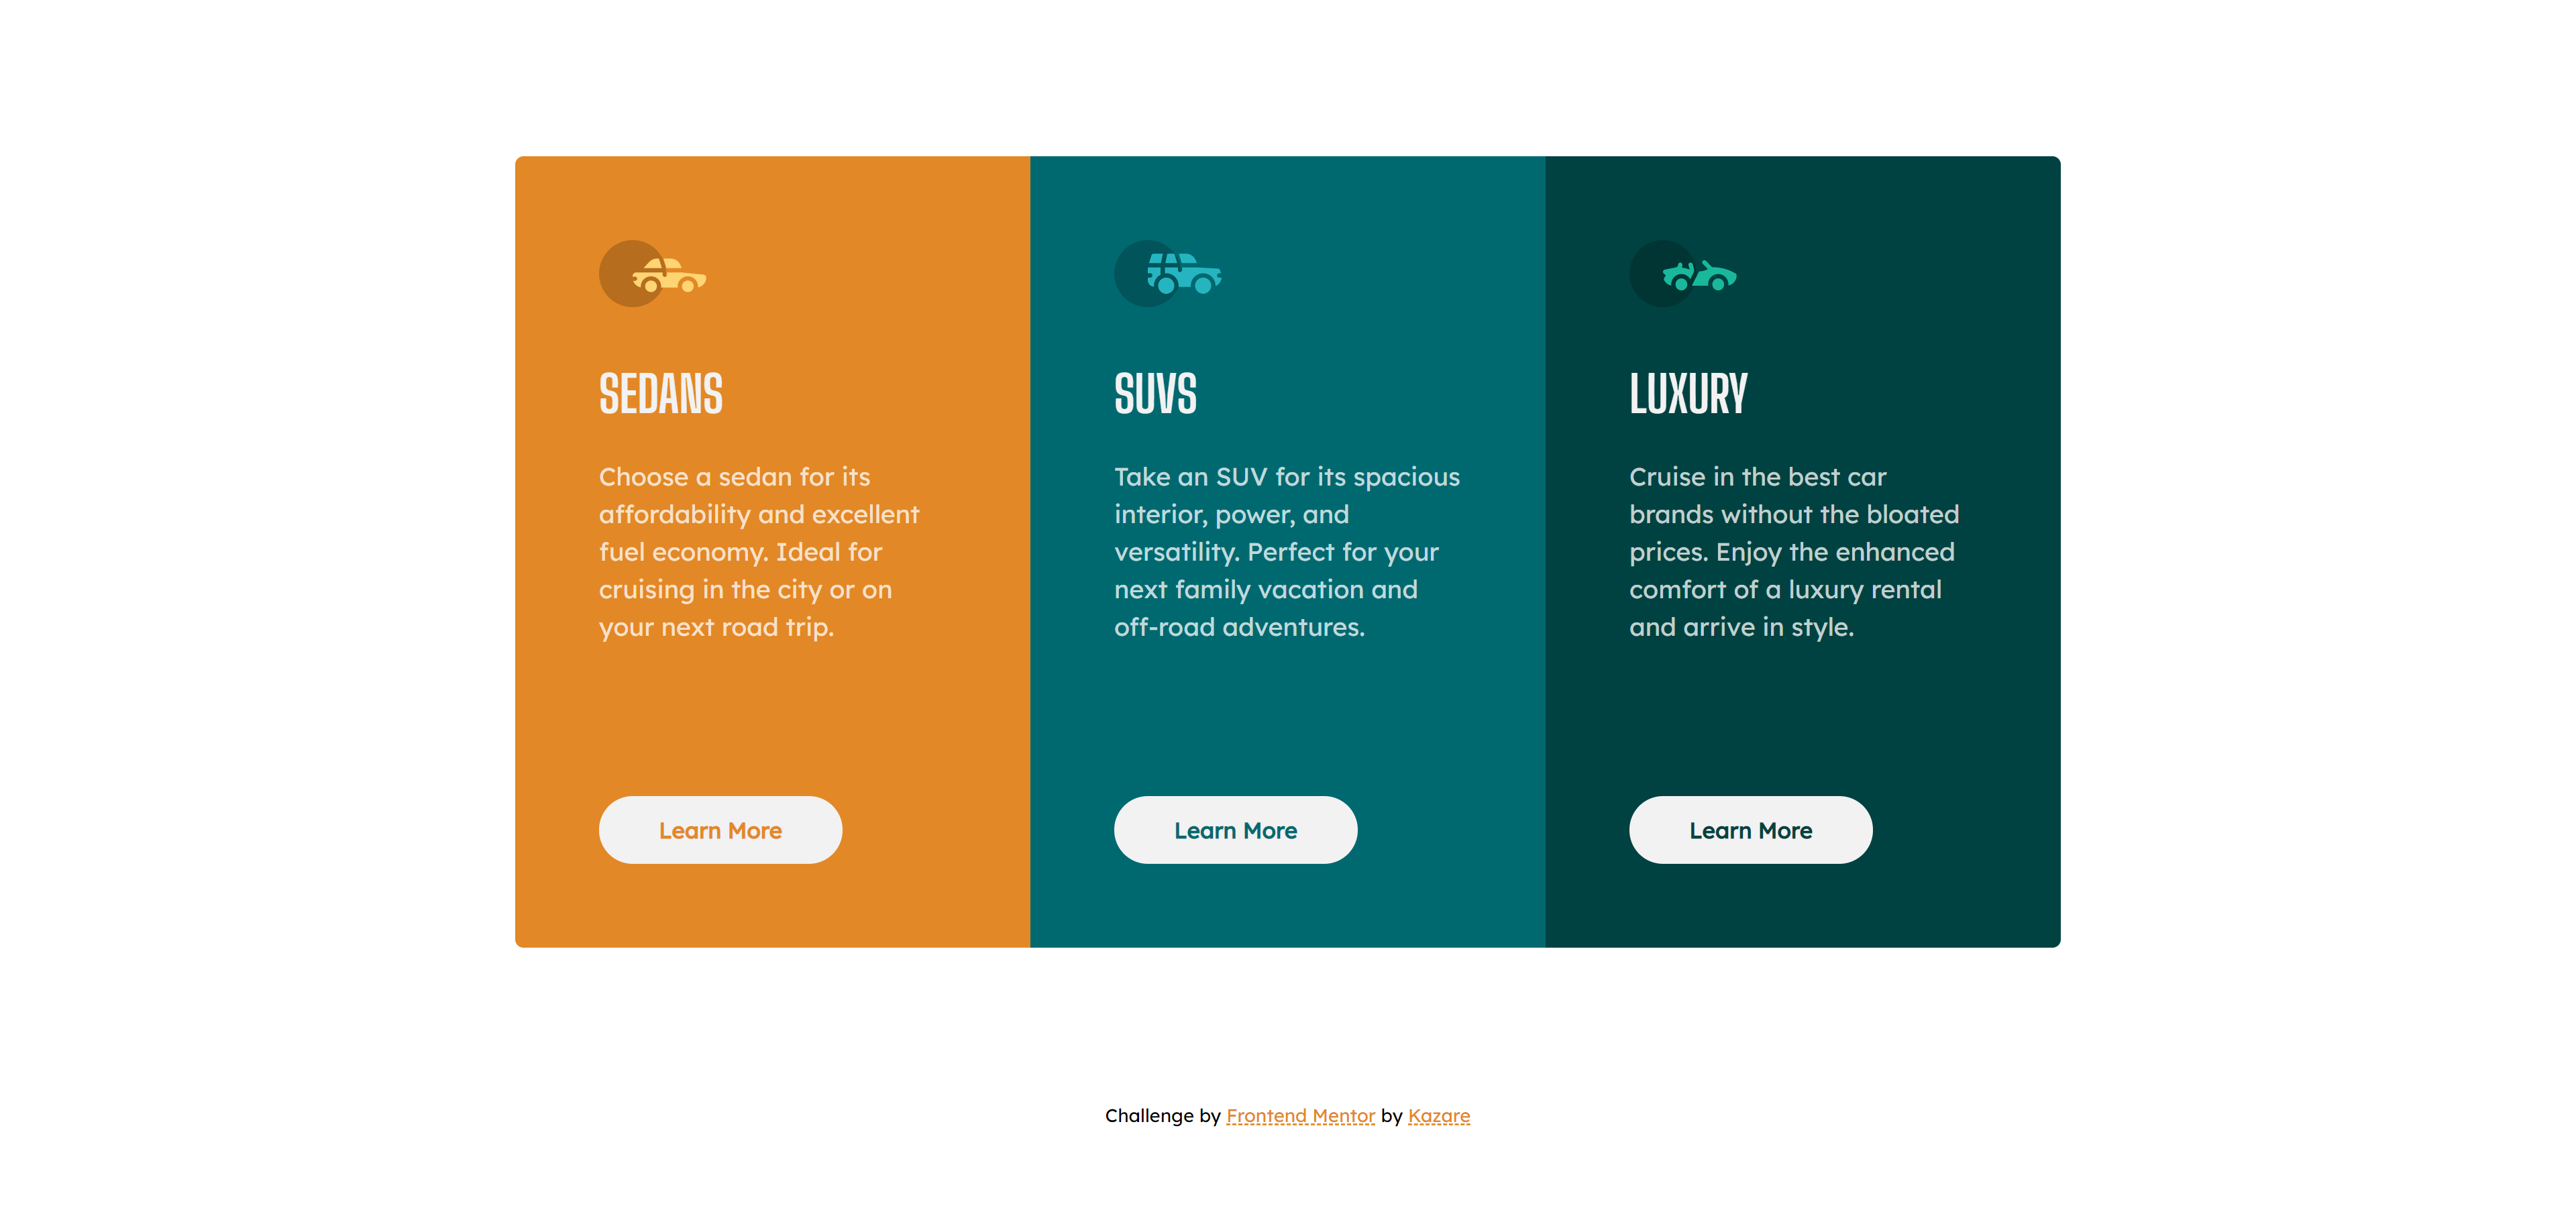 SEDANS
Choose a sedan for its
affordability and excellent
fuel economy. Ideal for
cruising in the city or on
your next road trip.
Learn More
SUVS
Take an SUV for its spacious
interior, power, and
versatility. Perfect for your
next family vacation and
off-road adventures.
Learn More
LUXURY
Cruise in the best car
brands without the bloated
prices. Enjoy the enhanced
comfort of a luxury rental
and arrive in style.
Learn More
Challenge by Frontend Mentor by Kazare